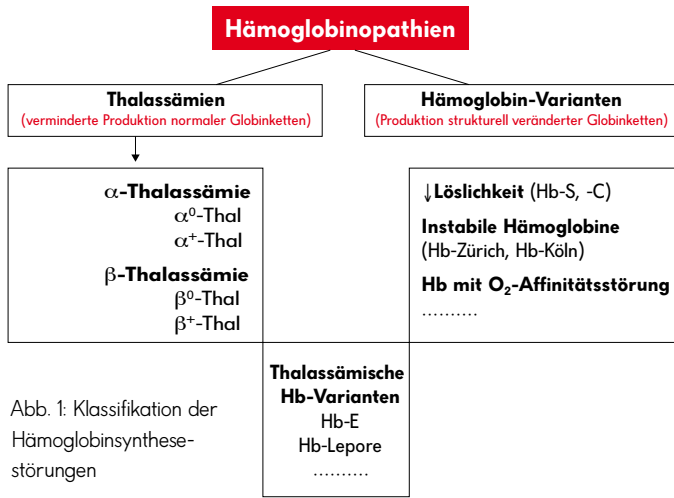 Hämoglobinopathien
Thalassämien
(verminderte Produktion normaler Globinketten)
Hämoglobin-Varianten
(Produktion strukturell veränderter Globinketten)
α-Thalassämie
α⁰-Thal
α⁺-Thal
β-Thalassämie
β⁰-Thal
β⁺-Thal
↓Löslichkeit (Hb-S, -C)
Instabile Hämoglobine
(Hb-Zürich, Hb-Köln)
Hb mit O₂-Affinitätsstörung
..........
Thalassämische
Hb-Varianten
Hb-E
Hb-Lepore
..........
Abb. 1: Klassifikation der
Hämoglobinsynthese-
störungen